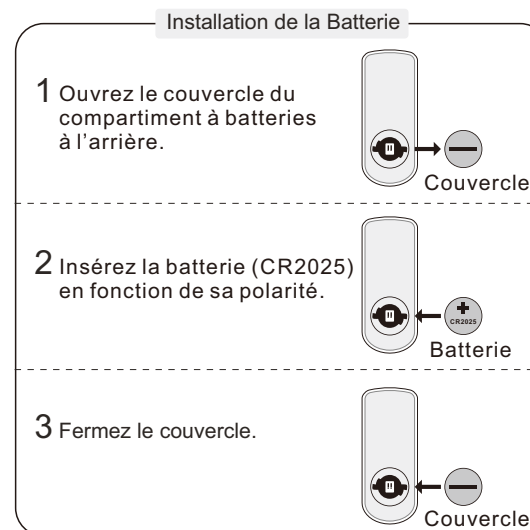 Installation de la Batterie
1 Ouvrez le couvercle du
compartiment à batteries
à l’arrière.
Couvercle
2 Insérez la batterie (CR2025)
en fonction de sa polarité.
+
CR2025
Batterie
3 Fermez le couvercle.
Couvercle